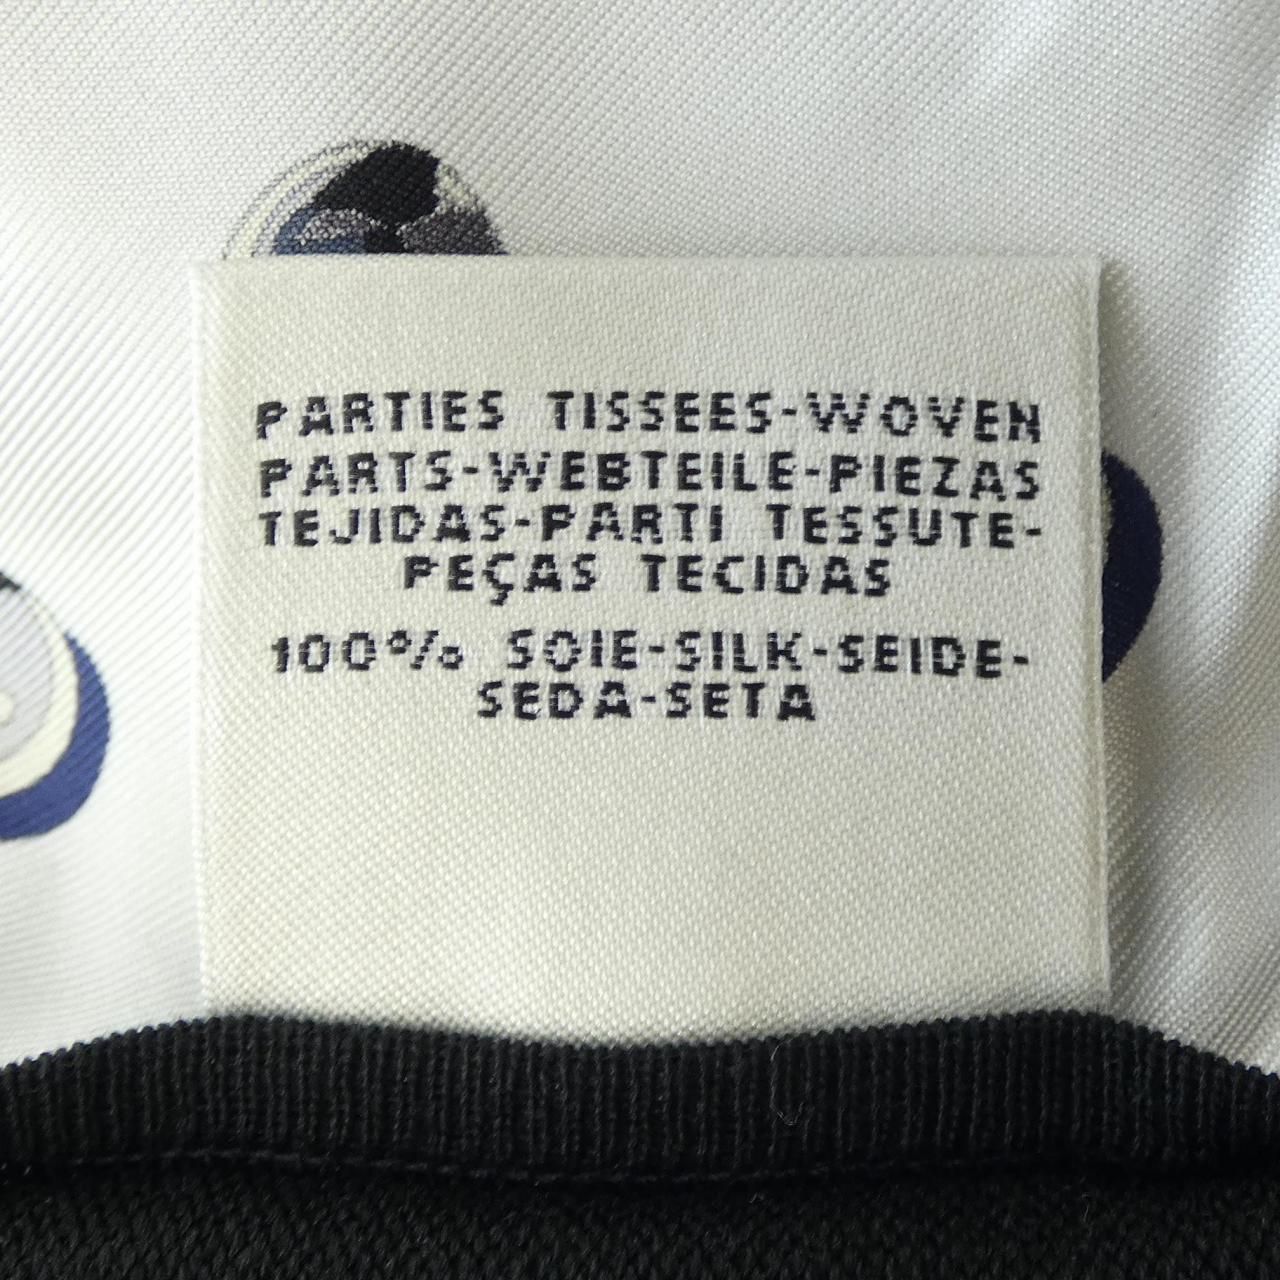 PARTIES TISSEES-WOVEN
PARTS-WEBTEILE-PIEZAS
TEJIDAS-PARTI TESSUTE-
PEÇAS TECIDAS
100% SOIE-SILK-SEIDE-
SEDA-SETA